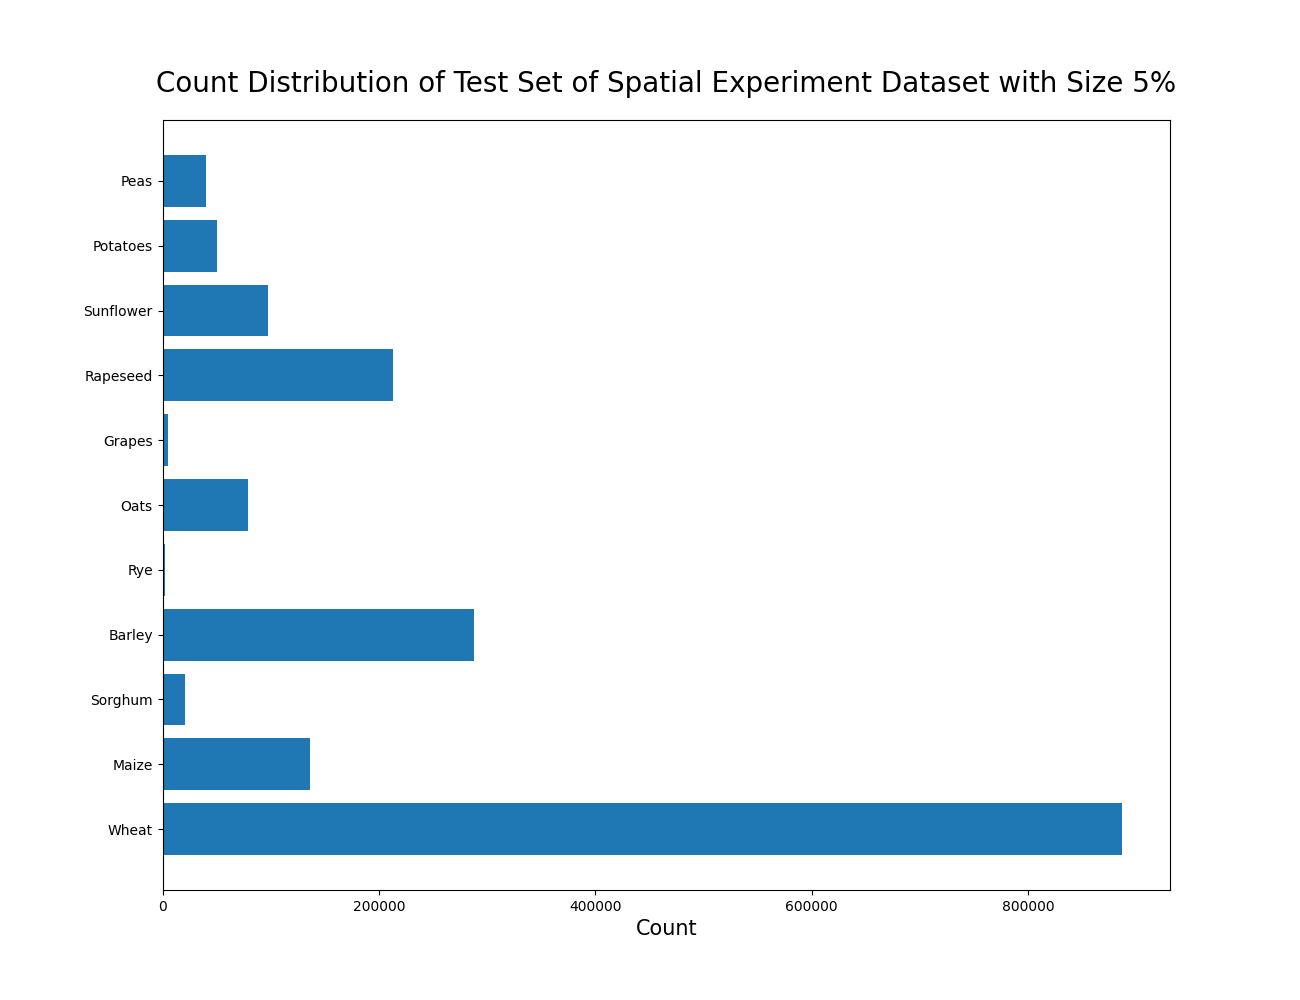 Count Distribution of Test Set of Spatial Experiment Dataset with Size 5%
Peas
Potatoes
Sunflower
Rapeseed
Grapes
Oats
Rye
Barley
Sorghum
Maize
Wheat
0 200000 400000 600000 800000
Count